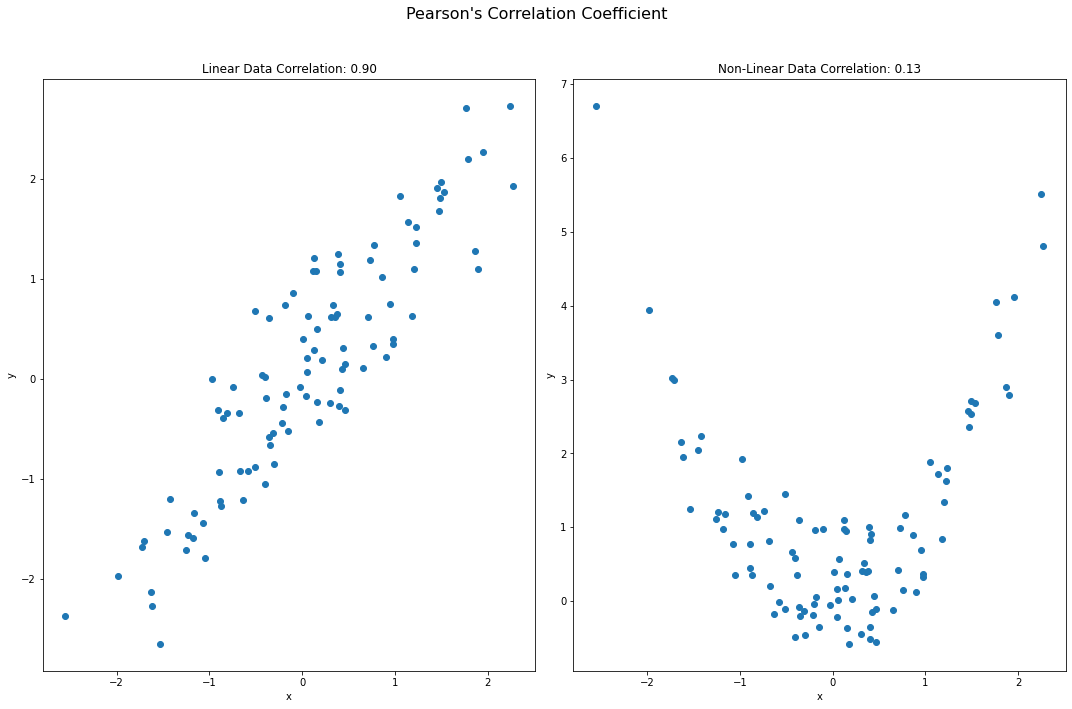 Pearson's Correlation Coefficient
Linear Data Correlation: 0.90
2
1
0
−1
−2
y
−2 −1 0 1 2
x
Non-Linear Data Correlation: 0.13
7
6
5
4
3
2
1
0
y
−2 −1 0 1 2
x